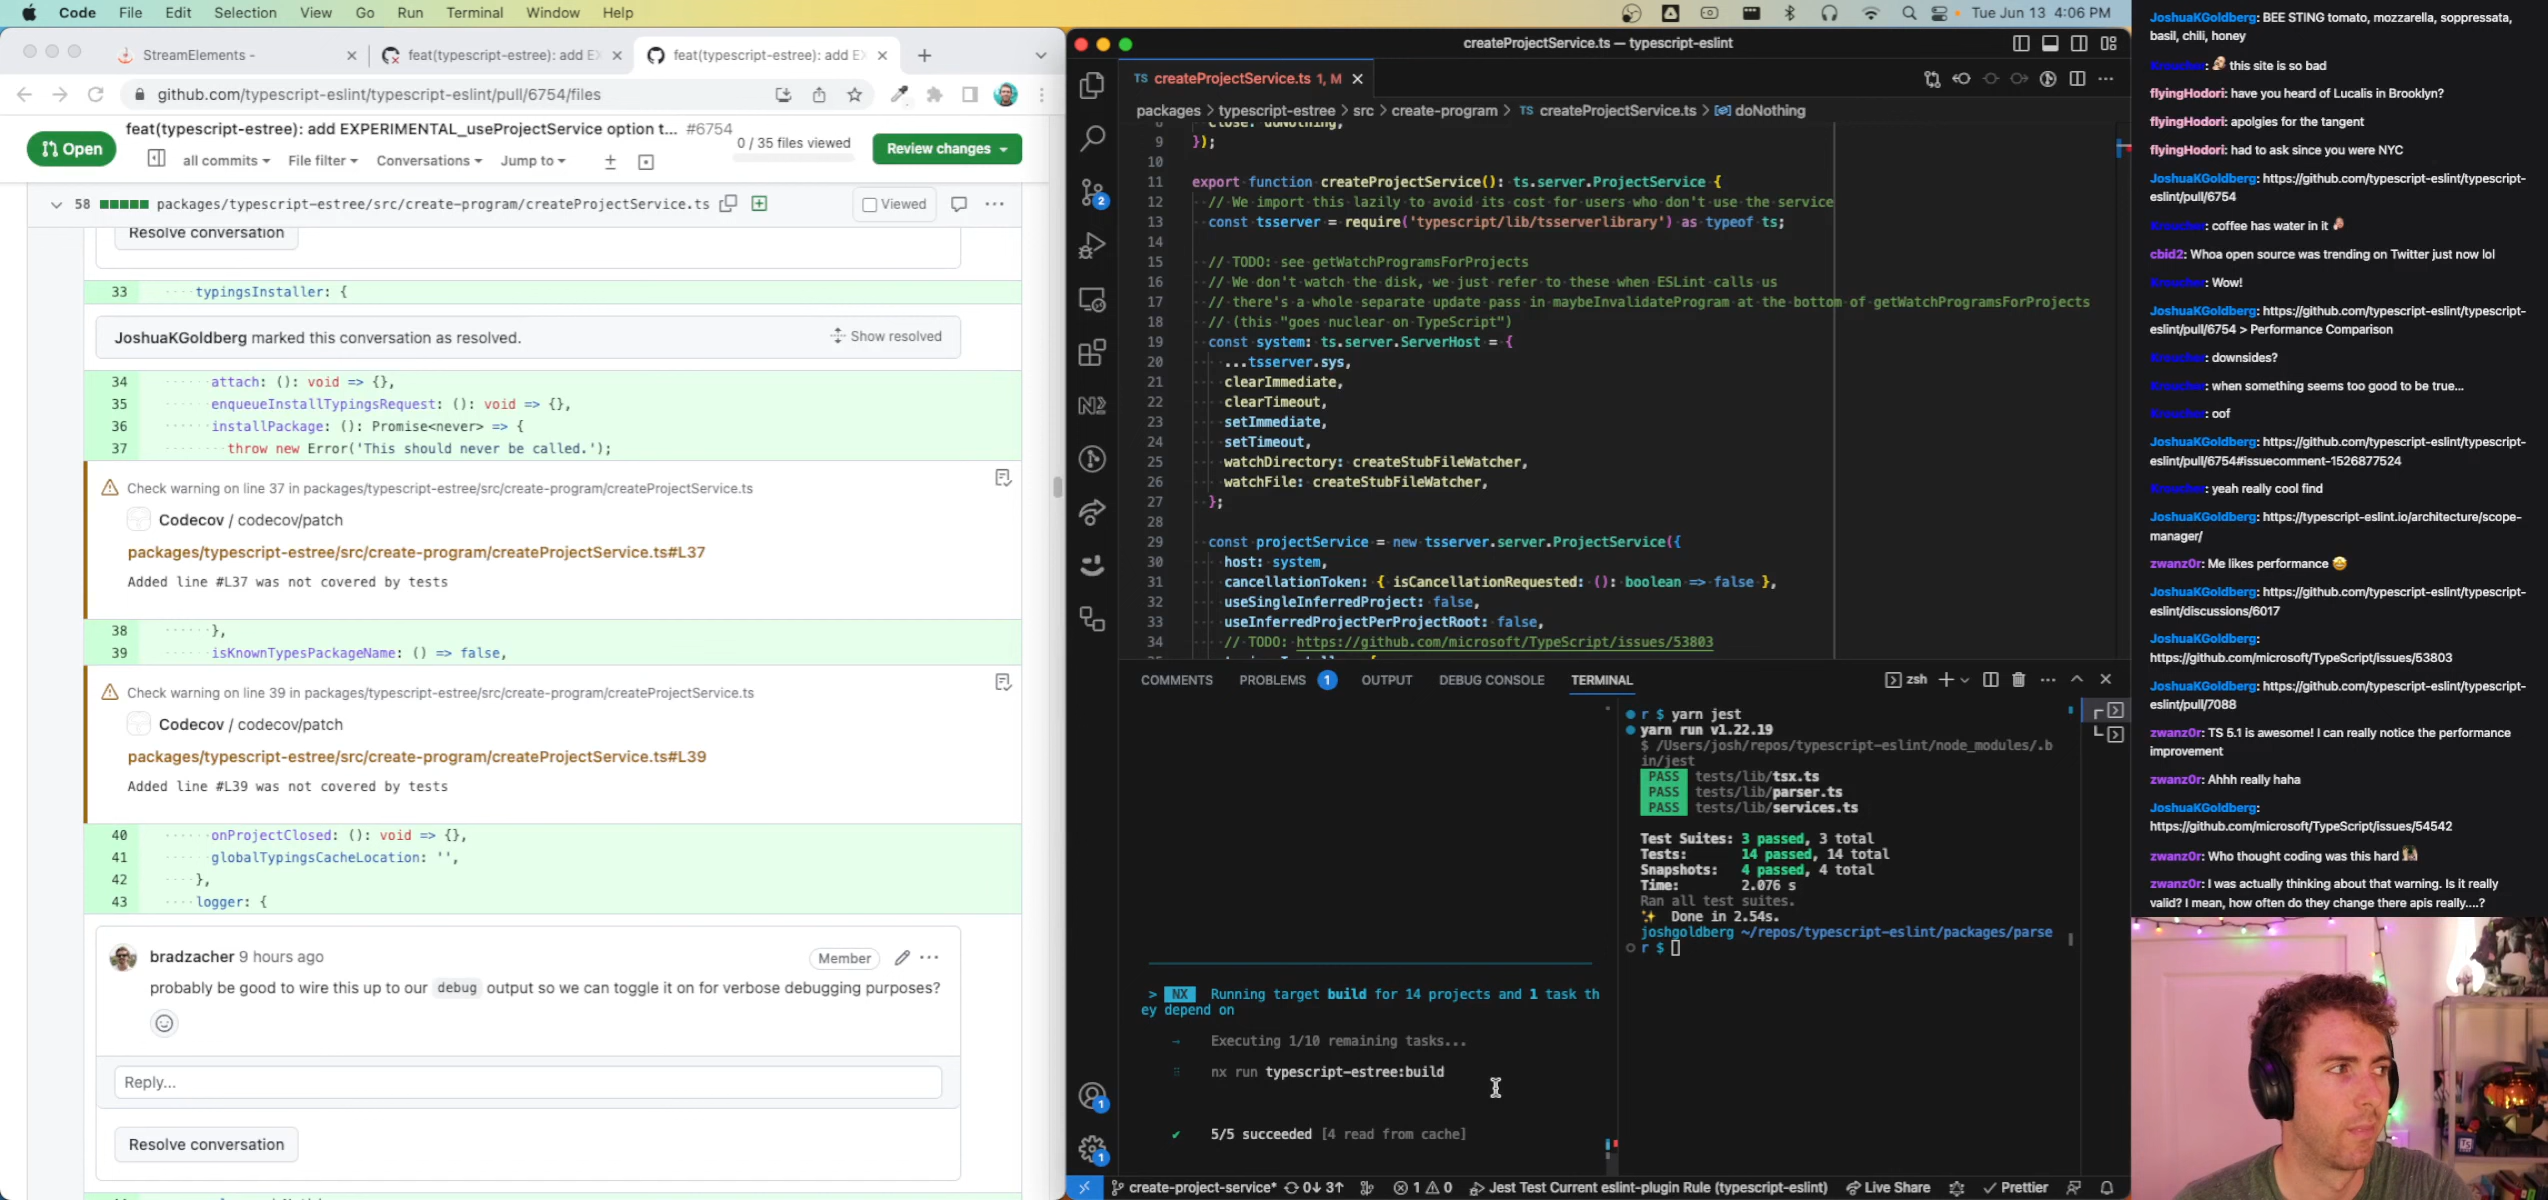 Code File Edit Selection View Go Run Terminal Window Help
Tue Jun 13 4:06 PM
StreamElements -
feat(typescript-estree): add EX
feat(typescript-estree): add EX
github.com/typescript-eslint/typescript-eslint/pull/6754/files
Open
feat(typescript-estree): add EXPERIMENTAL_useProjectService option t... #6754
all commits File filter Conversations Jump to
0 / 35 files viewed
Review changes
58 packages/typescript-estree/src/create-program/createProjectService.ts
Viewed
Resolve conversation
33 typingsInstaller: {
JoshuaKGoldberg marked this conversation as resolved.
Show resolved
34 attach: (): void => {},
35 enqueueInstallTypingsRequest: (): void => {},
36 installPackage: (): Promise<never> => {
37 throw new Error('This should never be called.');
Check warning on line 37 in packages/typescript-estree/src/create-program/createProjectService.ts
Codecov / codecov/patch
packages/typescript-estree/src/create-program/createProjectService.ts#L37
Added line #L37 was not covered by tests
38 },
39 isKnownTypesPackageName: () => false,
Check warning on line 39 in packages/typescript-estree/src/create-program/createProjectService.ts
Codecov / codecov/patch
packages/typescript-estree/src/create-program/createProjectService.ts#L39
Added line #L39 was not covered by tests
40 onProjectClosed: (): void => {},
41 globalTypingsCacheLocation: '',
42 },
43 logger: {
bradzacher 9 hours ago
Member
probably be good to wire this up to our debug output so we can toggle it on for verbose debugging purposes?
Reply...
Resolve conversation
createProjectService.ts — typescript-eslint
TS createProjectService.ts 1, M
packages > typescript-estree > src > create-program > TS createProjectService.ts > doNothing
close: doNothing,
9 });
10
11 export function createProjectService(): ts.server.ProjectService {
12 // We import this lazily to avoid its cost for users who don't use the service
13 const tsserver = require('typescript/lib/tsserverlibrary') as typeof ts;
14
15 // TODO: see getWatchProgramsForProjects
16 // We don't watch the disk, we just refer to these when ESLint calls us
17 // there's a whole separate update pass in maybeInvalidateProgram at the bottom of getWatchProgramsForProjects
18 // (this "goes nuclear on TypeScript")
19 const system: ts.server.ServerHost = {
20 ...tsserver.sys,
21 clearImmediate,
22 clearTimeout,
23 setImmediate,
24 setTimeout,
25 watchDirectory: createStubFileWatcher,
26 watchFile: createStubFileWatcher,
27 };
28
29 const projectService = new tsserver.server.ProjectService({
30 host: system,
31 cancellationToken: { isCancellationRequested: (): boolean => false },
32 useSingleInferredProject: false,
33 useInferredProjectPerProjectRoot: false,
34 // TODO: https://github.com/microsoft/TypeScript/issues/53803
2
COMMENTS PROBLEMS 1 OUTPUT DEBUG CONSOLE TERMINAL
zsh
> NX Running target build for 14 projects and 1 task th
ey depend on
→ Executing 1/10 remaining tasks...
nx run typescript-estree:build
✔ 5/5 succeeded [4 read from cache]
r $ yarn jest
yarn run v1.22.19
$ /Users/josh/repos/typescript-eslint/node_modules/.b
in/jest
PASS tests/lib/tsx.ts
PASS tests/lib/parser.ts
PASS tests/lib/services.ts
Test Suites: 3 passed, 3 total
Tests: 14 passed, 14 total
Snapshots: 4 passed, 4 total
Time: 2.076 s
Ran all test suites.
✨ Done in 2.54s.
joshgoldberg ~/repos/typescript-eslint/packages/parse
r $
1
1
create-project-service* 0↓ 3↑ 1 0 Jest Test Current eslint-plugin Rule (typescript-eslint) Live Share Prettier
JoshuaKGoldberg: BEE STING tomato, mozzarella, soppressata,
basil, chili, honey
Kroucher: this site is so bad
flyingHodori: have you heard of Lucalis in Brooklyn?
flyingHodori: apolgies for the tangent
flyingHodori: had to ask since you were NYC
JoshuaKGoldberg: https://github.com/typescript-eslint/typescript-
eslint/pull/6754
Kroucher: coffee has water in it
cbid2: Whoa open source was trending on Twitter just now lol
Kroucher: Wow!
JoshuaKGoldberg: https://github.com/typescript-eslint/typescript-
eslint/pull/6754 > Performance Comparison
Kroucher: downsides?
Kroucher: when something seems too good to be true...
Kroucher: oof
JoshuaKGoldberg: https://github.com/typescript-eslint/typescript-
eslint/pull/6754#issuecomment-1526877524
Kroucher: yeah really cool find
JoshuaKGoldberg: https://typescript-eslint.io/architecture/scope-
manager/
zwanz0r: Me likes performance 🤩
JoshuaKGoldberg: https://github.com/typescript-eslint/typescript-
eslint/discussions/6017
JoshuaKGoldberg:
https://github.com/microsoft/TypeScript/issues/53803
JoshuaKGoldberg: https://github.com/typescript-eslint/typescript-
eslint/pull/7088
zwanz0r: TS 5.1 is awesome! I can really notice the performance
improvement
zwanz0r: Ahhh really haha
JoshuaKGoldberg:
https://github.com/microsoft/TypeScript/issues/54542
zwanz0r: Who thought coding was this hard
zwanz0r: I was actually thinking about that warning. Is it really
valid? I mean, how often do they change there apis really....?